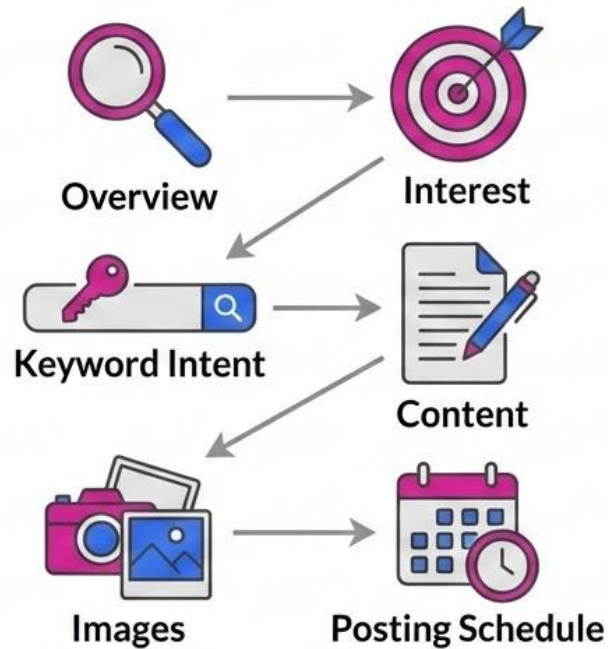 Overview
Interest
Keyword Intent
Content
Images
Posting Schedule